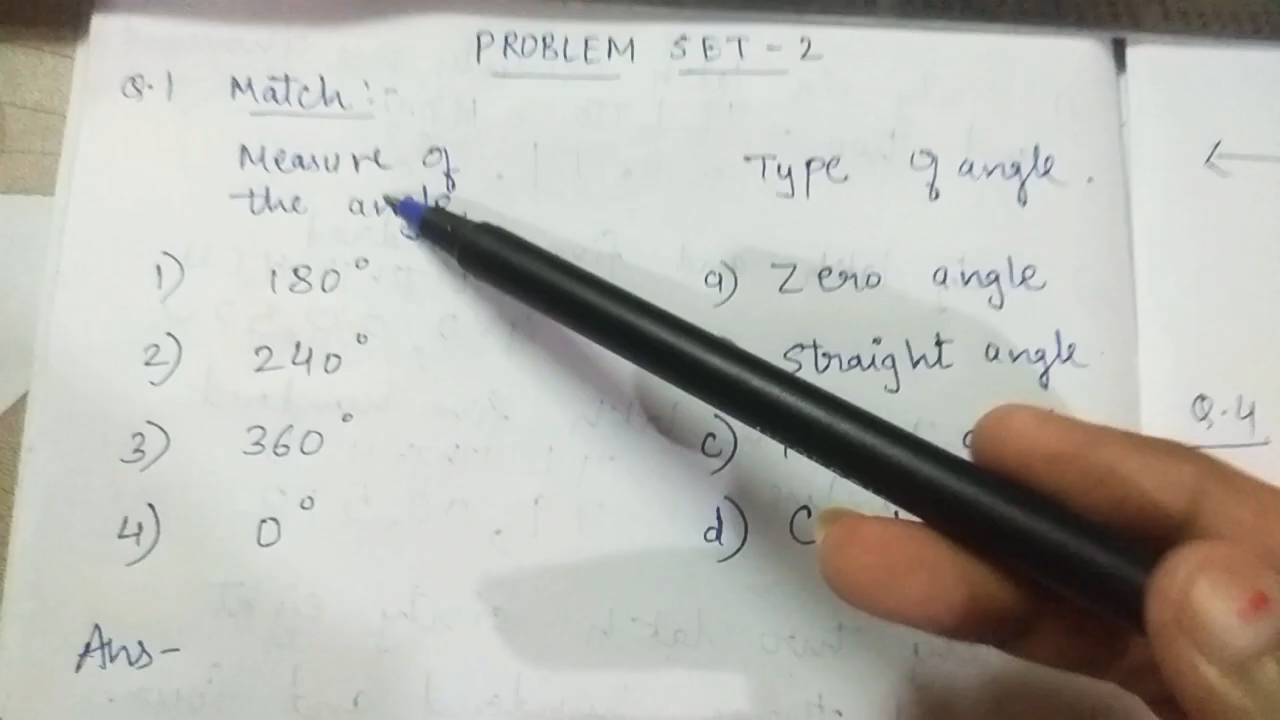 PROBLEM SET - 2
Q.1 Match :-
Measure of the angle. Type of angle.
1) 180° a) Zero angle
2) 240° straight angle
3) 360° c)
4) 0° d) C
Q.4
Ans-